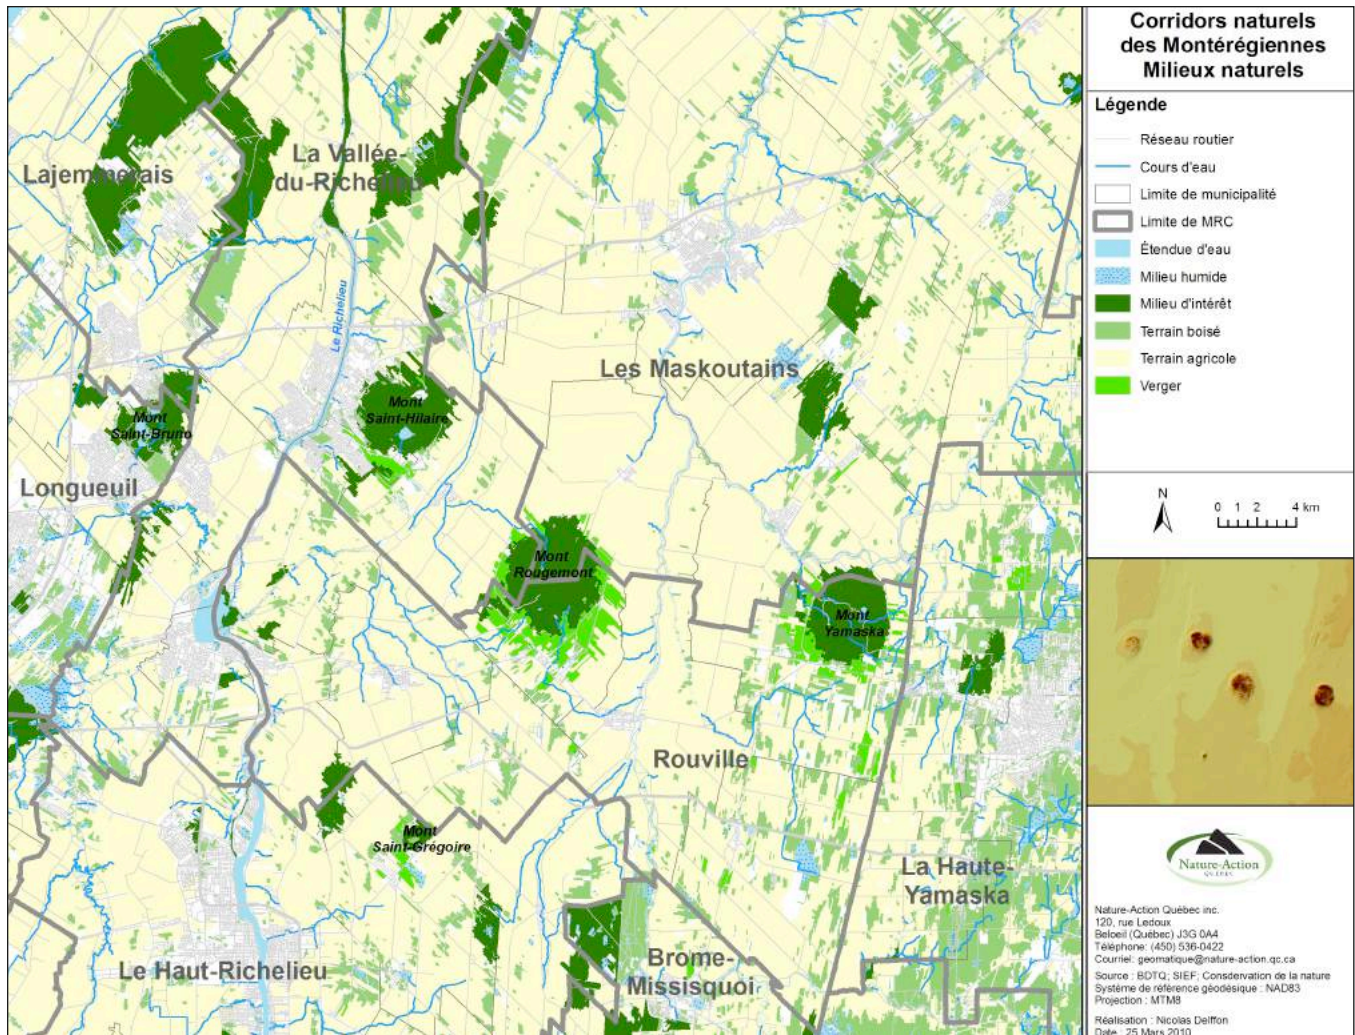 Corridors naturels
des Montérégiennes
Milieux naturels
Légende
Réseau routier
Cours d'eau
Limite de municipalité
Limite de MRC
Étendue d'eau
Milieu humide
Milieu d'intérêt
Terrain boisé
Terrain agricole
Verger
N
0 1 2 4 km
Lajemmerais
La Vallée-
du-Richelieu
Le Richelieu
Les Maskoutains
Mont
Saint-Hilaire
Mont
Saint-Bruno
Longueuil
Mont
Rougemont
Mont
Yamaska
Rouville
Mont
Saint-Grégoire
La Haute-
Yamaska
Le Haut-Richelieu
Brome-
Missisquoi
Nature-Action
QUÉBEC
Nature-Action Québec inc.
120, rue Ledoux
Beloeil (Québec) J3G 0A4
Téléphone: (450) 536-0422
Courriel: geomatique@nature-action.qc.ca
Source : BDTQ; SIEF; Consdervation de la nature
Système de référence géodésique : NAD83
Projection : MTM8
Réalisation : Nicolas Delffon
Date : 25 Mars 2010